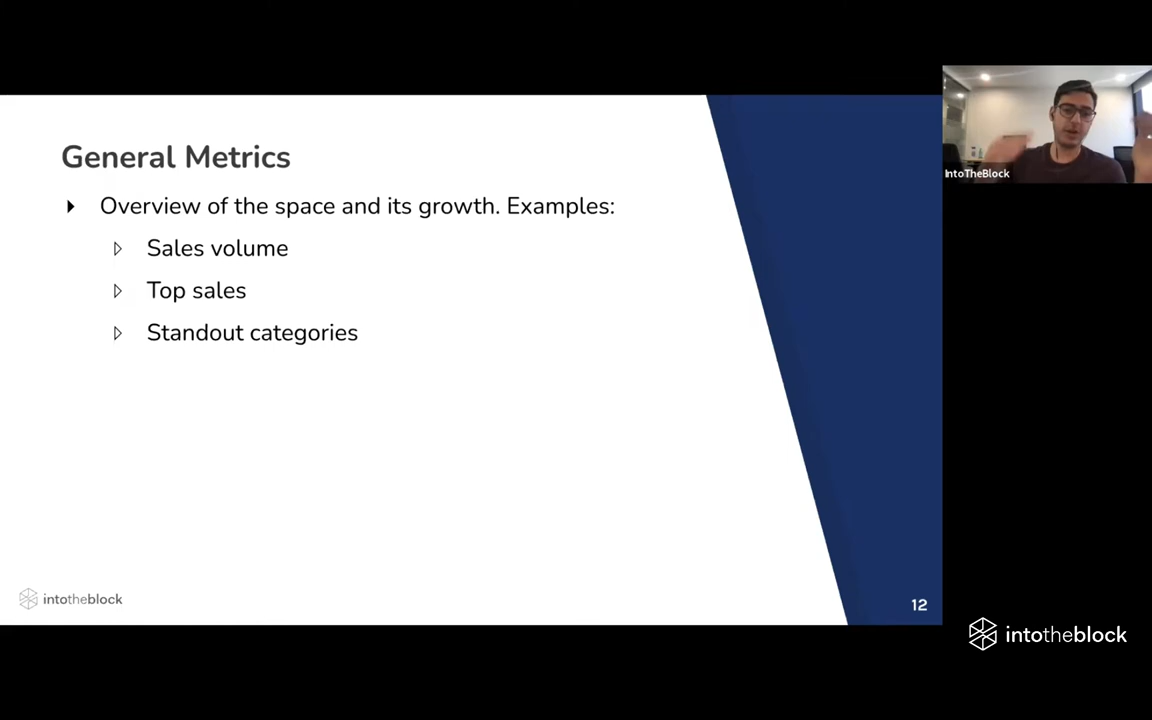 General Metrics
Overview of the space and its growth. Examples:
Sales volume
Top sales
Standout categories
intotheblock
12
IntoTheBlock
intotheblock